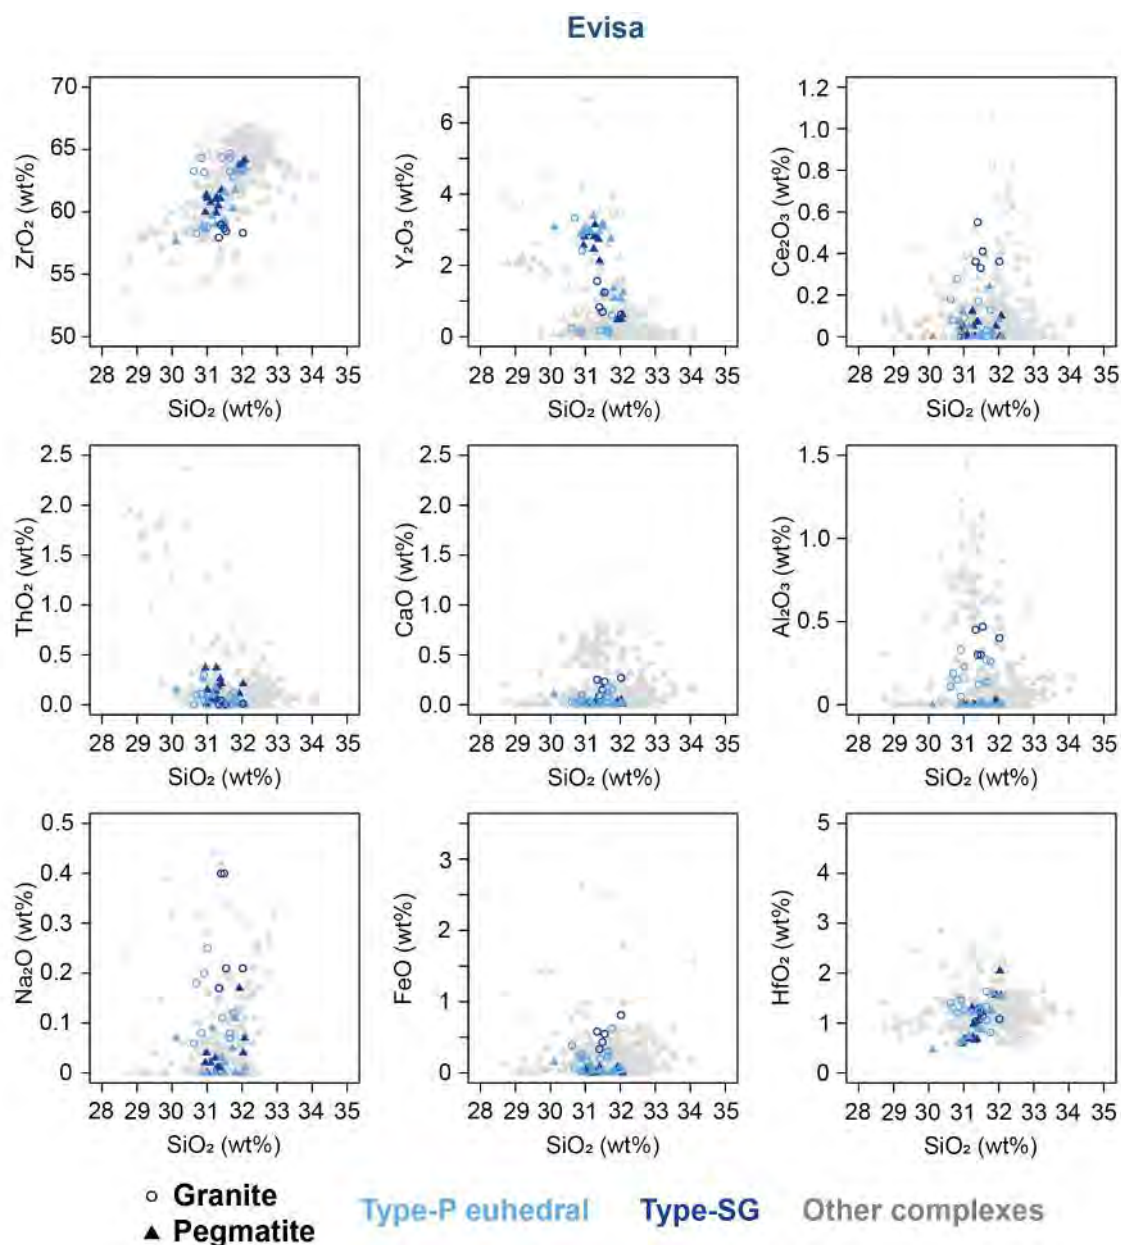 Evisa
70
65
60
55
50
ZrO₂ (wt%)
28 29 30 31 32 33 34 35
SiO₂ (wt%)
6
4
2
0
Y₂O₃ (wt%)
28 29 30 31 32 33 34 35
SiO₂ (wt%)
1.2
1.0
0.8
0.6
0.4
0.2
0
Ce₂O₃ (wt%)
28 29 30 31 32 33 34 35
SiO₂ (wt%)
2.5
2.0
1.5
1.0
0.5
0.0
ThO₂ (wt%)
28 29 30 31 32 33 34 35
SiO₂ (wt%)
2.5
2.0
1.5
1.0
0.5
0.0
CaO (wt%)
28 29 30 31 32 33 34 35
SiO₂ (wt%)
1.5
1.0
0.5
0
Al₂O₃ (wt%)
28 29 30 31 32 33 34 35
SiO₂ (wt%)
0.5
0.4
0.3
0.2
0.1
0
Na₂O (wt%)
28 29 30 31 32 33 34 35
SiO₂ (wt%)
3
2
1
0
FeO (wt%)
28 29 30 31 32 33 34 35
SiO₂ (wt%)
5
4
3
2
1
0
HfO₂ (wt%)
28 29 30 31 32 33 34 35
SiO₂ (wt%)
Granite
Pegmatite
Type-P euhedral
Type-SG
Other complexes